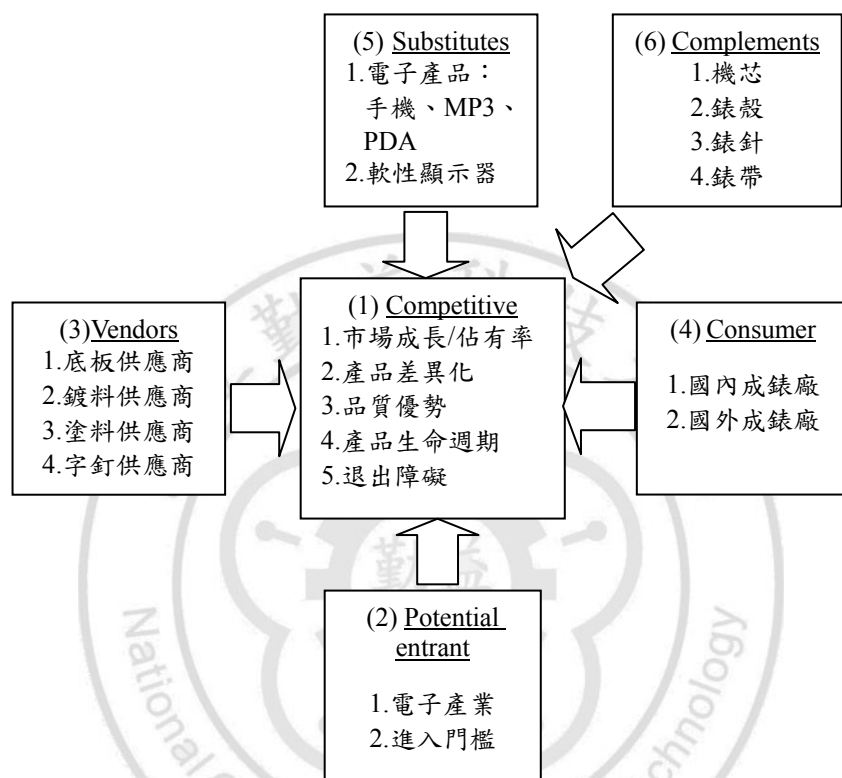 (5) Substitutes
1.電子產品：
手機、MP3、
PDA
2.軟性顯示器
(6) Complements
1.機芯
2.錶殼
3.錶針
4.錶帶
(3)Vendors
1.底板供應商
2.鍍料供應商
3.塗料供應商
4.字釘供應商
(1) Competitive
1.市場成長/佔有率
2.產品差異化
3.品質優勢
4.產品生命週期
5.退出障礙
(4) Consumer
1.國內成錶廠
2.國外成錶廠
(2) Potential
entrant
1.電子產業
2.進入門檻
勤益
National
Technology